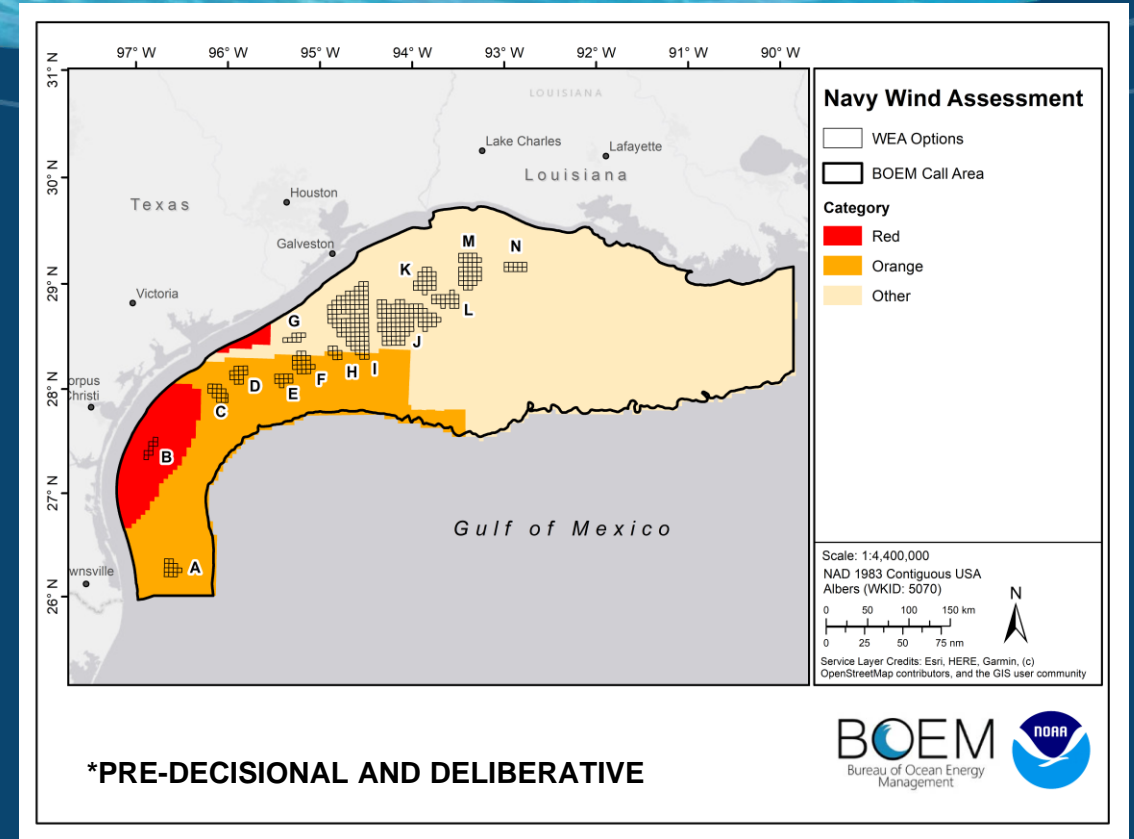 97° W 96° W 95° W 94° W 93° W 92° W 91° W 90° W
31° N
30° N
29° N
28° N
27° N
26° N
LOUISIANA
Lake Charles
Lafayette
Louisiana
Texas
Houston
Galveston
Victoria
orpus
Christi
wnsville
M
N
K
L
G
J
H
I
F
E
D
C
B
A
Gulf of Mexico
Navy Wind Assessment
WEA Options
BOEM Call Area
Category
Red
Orange
Other
Scale: 1:4,400,000
NAD 1983 Contiguous USA
Albers (WKID: 5070)
N
0 50 100 150 km
0 25 50 75 nm
Service Layer Credits: Esri, HERE, Garmin, (c)
OpenStreetMap contributors, and the GIS user community
*PRE-DECISIONAL AND DELIBERATIVE
BOEM
Bureau of Ocean Energy
Management
NOAA